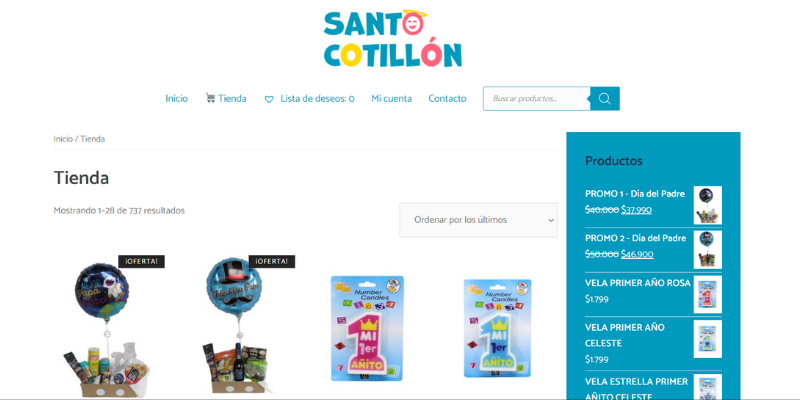 SANTO
COTILLÓN
Inicio
Tienda
Lista de deseos: 0
Mi cuenta
Contacto
Buscar productos...
Inicio / Tienda
Tienda
Mostrando 1–28 de 737 resultados
Ordenar por los últimos
¡OFERTA!
¡OFERTA!
Number
Candles
1
MI
1er
AÑITO
Number
Candles
1
MI
1er
AÑITO
Productos
PROMO 1 - Día del Padre
$40.000 $37.990
PROMO 2 - Día del Padre
$50.000 $46.900
VELA PRIMER AÑO ROSA
$1.799
VELA PRIMER AÑO
CELESTE
$1.799
VELA ESTRELLA PRIMER
AÑITO CELESTE